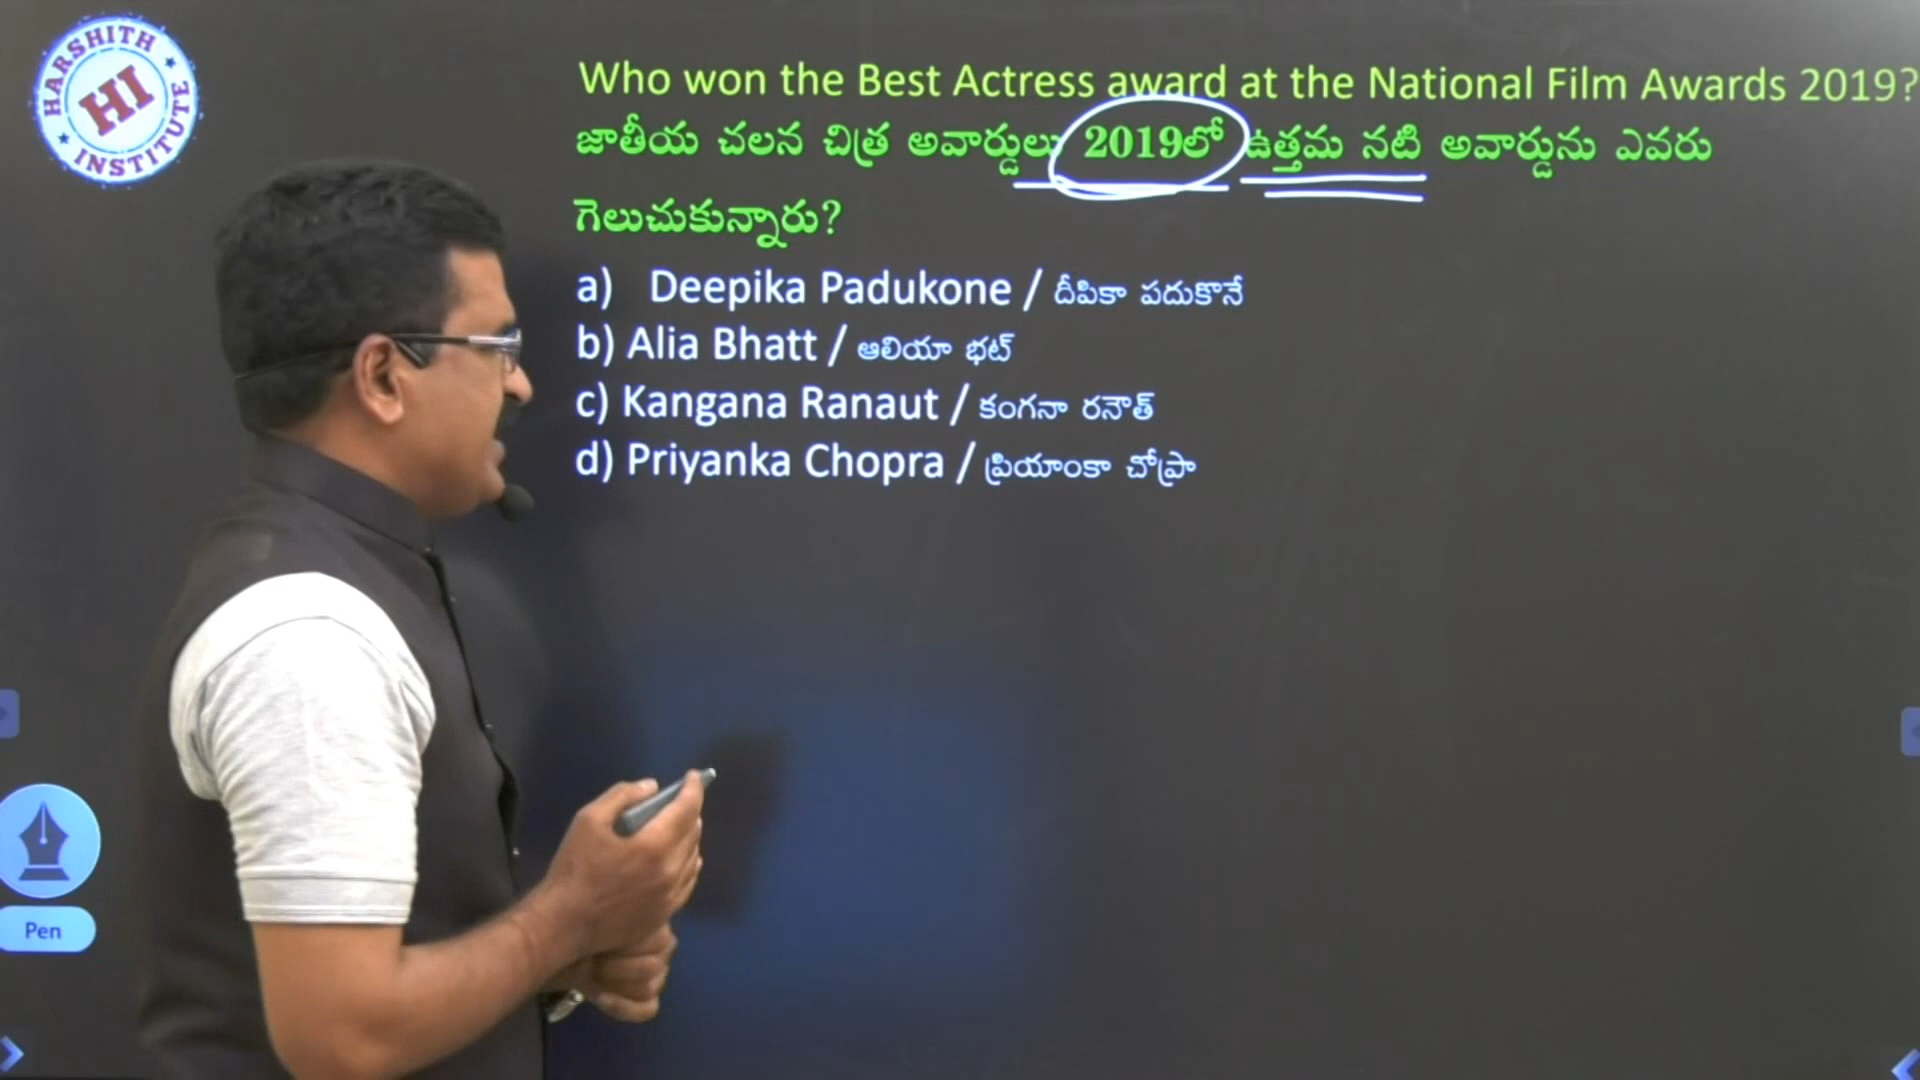 HARSHITH
HI
INSTITUTE
Who won the Best Actress award at the National Film Awards 2019?
జాతీయ చలన చిత్ర అవార్డులు 2019లో ఉత్తమ నటి అవార్డును ఎవరు
గెలుచుకున్నారు?
a) Deepika Padukone / దీపికా పదుకొనే
b) Alia Bhatt / ఆలియా భట్
c) Kangana Ranaut / కంగనా రనౌత్
d) Priyanka Chopra / ప్రియాంకా చోప్రా
Pen